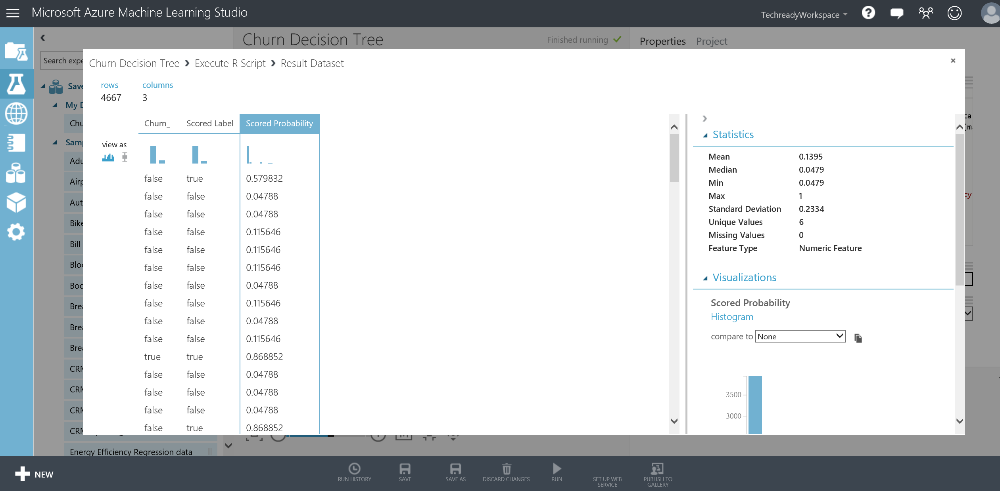 Microsoft Azure Machine Learning Studio
TechreadyWorkspace
Churn Decision Tree
Finished running
Properties Project
Search expe
Churn Decision Tree › Execute R Script › Result Dataset
rows columns
4667 3
Save
My D
Chu
Samp
Adu
Airp
Auto
Bike
Bill
Bloo
Boo
Brea
Brea
Brea
CRM
CRM
CRM
CRM
Energy Efficiency Regression data
view as
Churn_ Scored Label Scored Probability
false true 0.579832
false false 0.04788
false false 0.04788
false false 0.115646
false false 0.115646
false false 0.115646
false false 0.04788
false false 0.115646
false false 0.04788
false false 0.115646
true true 0.868852
false false 0.04788
false false 0.04788
false false 0.04788
false true 0.868852
Statistics
Mean 0.1395
Median 0.0479
Min 0.0479
Max 1
Standard Deviation 0.2334
Unique Values 6
Missing Values 0
Feature Type Numeric Feature
Visualizations
Scored Probability
Histogram
compare to None
3500
3000
ta
(m
ty
NEW
RUN HISTORY
SAVE
SAVE AS
DISCARD CHANGES
RUN
SET UP WEB
SERVICE
PUBLISH TO
GALLERY